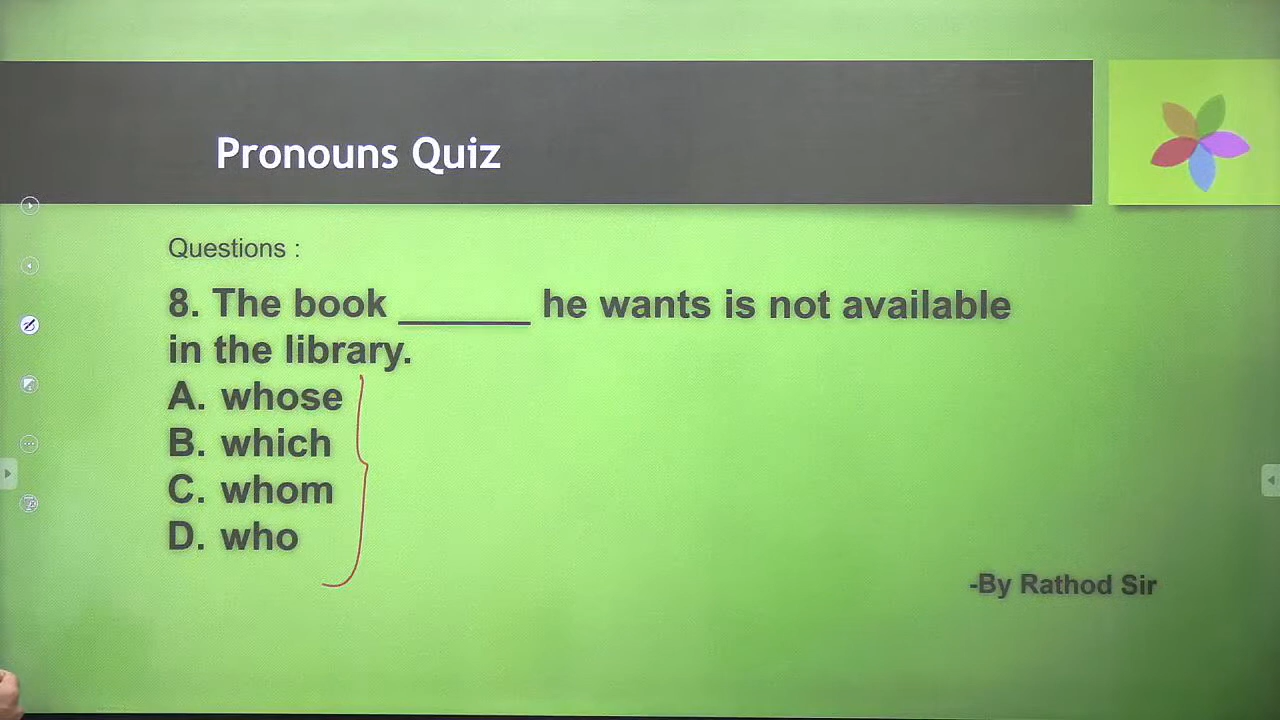 Pronouns Quiz
Questions :
8. The book ______ he wants is not available
in the library.
A. whose
B. which
C. whom
D. who
-By Rathod Sir